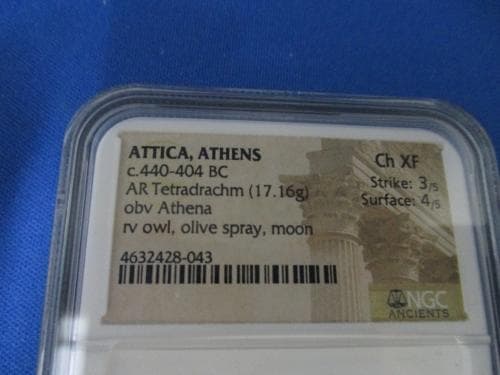 ATTICA, ATHENS
c.440-404 BC
AR Tetradrachm (17.16g)
obv Athena
rv owl, olive spray, moon
4632428-043
Ch XF
Strike: 3/5
Surface: 4/5
NGC
ANCIENTS